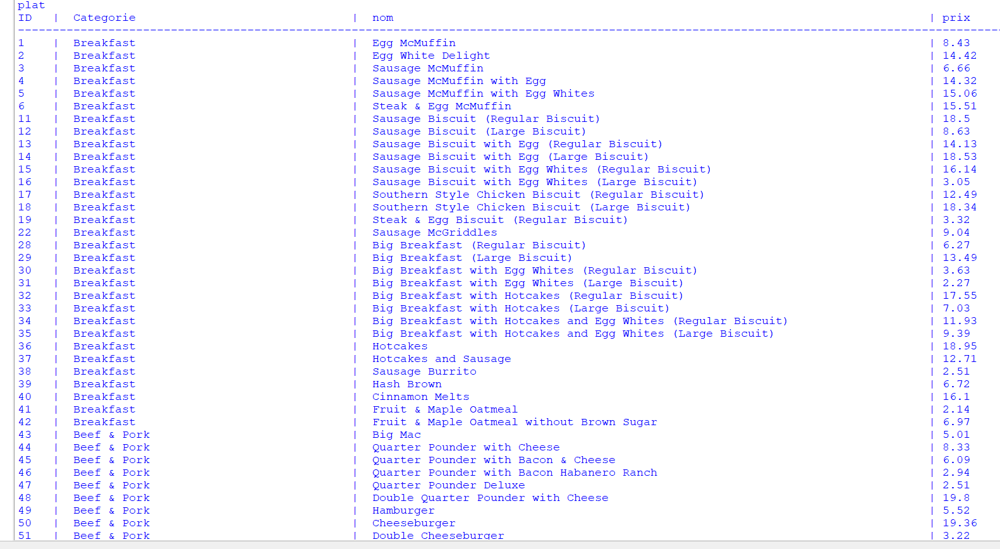 plat
ID | Categorie | nom | prix
1 | Breakfast | Egg McMuffin | 8.43
2 | Breakfast | Egg White Delight | 14.42
3 | Breakfast | Sausage McMuffin | 6.66
4 | Breakfast | Sausage McMuffin with Egg | 14.32
5 | Breakfast | Sausage McMuffin with Egg Whites | 15.06
6 | Breakfast | Steak & Egg McMuffin | 15.51
11 | Breakfast | Sausage Biscuit (Regular Biscuit) | 18.5
12 | Breakfast | Sausage Biscuit (Large Biscuit) | 8.63
13 | Breakfast | Sausage Biscuit with Egg (Regular Biscuit) | 14.13
14 | Breakfast | Sausage Biscuit with Egg (Large Biscuit) | 18.53
15 | Breakfast | Sausage Biscuit with Egg Whites (Regular Biscuit) | 16.14
16 | Breakfast | Sausage Biscuit with Egg Whites (Large Biscuit) | 3.05
17 | Breakfast | Southern Style Chicken Biscuit (Regular Biscuit) | 12.49
18 | Breakfast | Southern Style Chicken Biscuit (Large Biscuit) | 18.34
19 | Breakfast | Steak & Egg Biscuit (Regular Biscuit) | 3.32
22 | Breakfast | Sausage McGriddles | 9.04
28 | Breakfast | Big Breakfast (Regular Biscuit) | 6.27
29 | Breakfast | Big Breakfast (Large Biscuit) | 13.49
30 | Breakfast | Big Breakfast with Egg Whites (Regular Biscuit) | 3.63
31 | Breakfast | Big Breakfast with Egg Whites (Large Biscuit) | 2.27
32 | Breakfast | Big Breakfast with Hotcakes (Regular Biscuit) | 17.55
33 | Breakfast | Big Breakfast with Hotcakes (Large Biscuit) | 7.03
34 | Breakfast | Big Breakfast with Hotcakes and Egg Whites (Regular Biscuit) | 11.93
35 | Breakfast | Big Breakfast with Hotcakes and Egg Whites (Large Biscuit) | 9.39
36 | Breakfast | Hotcakes | 18.95
37 | Breakfast | Hotcakes and Sausage | 12.71
38 | Breakfast | Sausage Burrito | 2.51
39 | Breakfast | Hash Brown | 6.72
40 | Breakfast | Cinnamon Melts | 16.1
41 | Breakfast | Fruit & Maple Oatmeal | 2.14
42 | Breakfast | Fruit & Maple Oatmeal without Brown Sugar | 6.97
43 | Beef & Pork | Big Mac | 5.01
44 | Beef & Pork | Quarter Pounder with Cheese | 8.33
45 | Beef & Pork | Quarter Pounder with Bacon & Cheese | 6.09
46 | Beef & Pork | Quarter Pounder with Bacon Habanero Ranch | 2.94
47 | Beef & Pork | Quarter Pounder Deluxe | 2.51
48 | Beef & Pork | Double Quarter Pounder with Cheese | 19.8
49 | Beef & Pork | Hamburger | 5.52
50 | Beef & Pork | Cheeseburger | 19.36
51 | Beef & Pork | Double Cheeseburger | 3.22